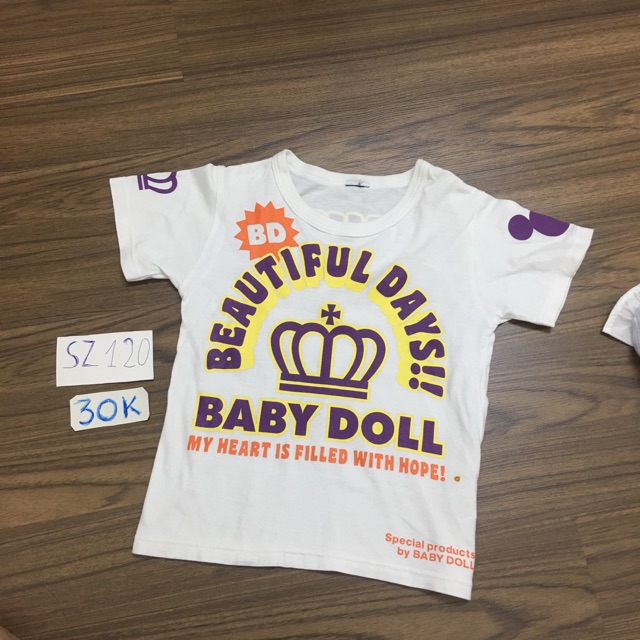 BD
BEAUTIFUL DAYS!!
BABY DOLL
MY HEART IS FILLED WITH HOPE!
Special products
by BABY DOLL
SZ 120
30K